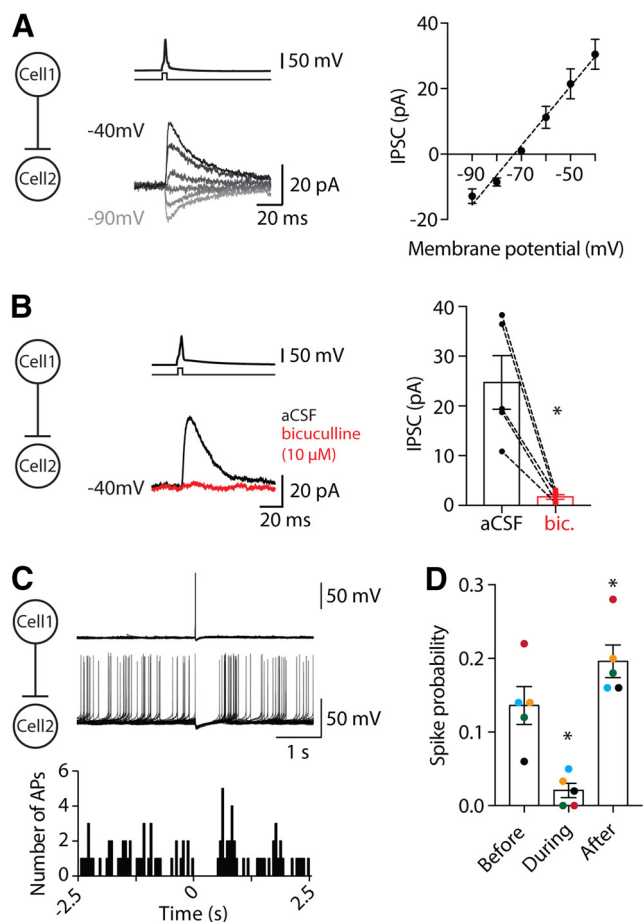 A
Cell1
Cell2
50 mV
-40mV
-90mV
20 pA
20 ms
IPSC (pA)
40
20
0
-20
-90
-70
-50
Membrane potential (mV)
B
Cell1
Cell2
50 mV
aCSF
bicuculline
(10 µM)
-40mV
20 pA
20 ms
IPSC (pA)
40
30
20
10
0
*
aCSF
bic.
C
Cell1
Cell2
50 mV
50 mV
1 s
Number of APs
6
4
2
0
-2.5
0
2.5
Time (s)
D
Spike probability
0.3
0.2
0.1
0.0
*
*
Before
During
After